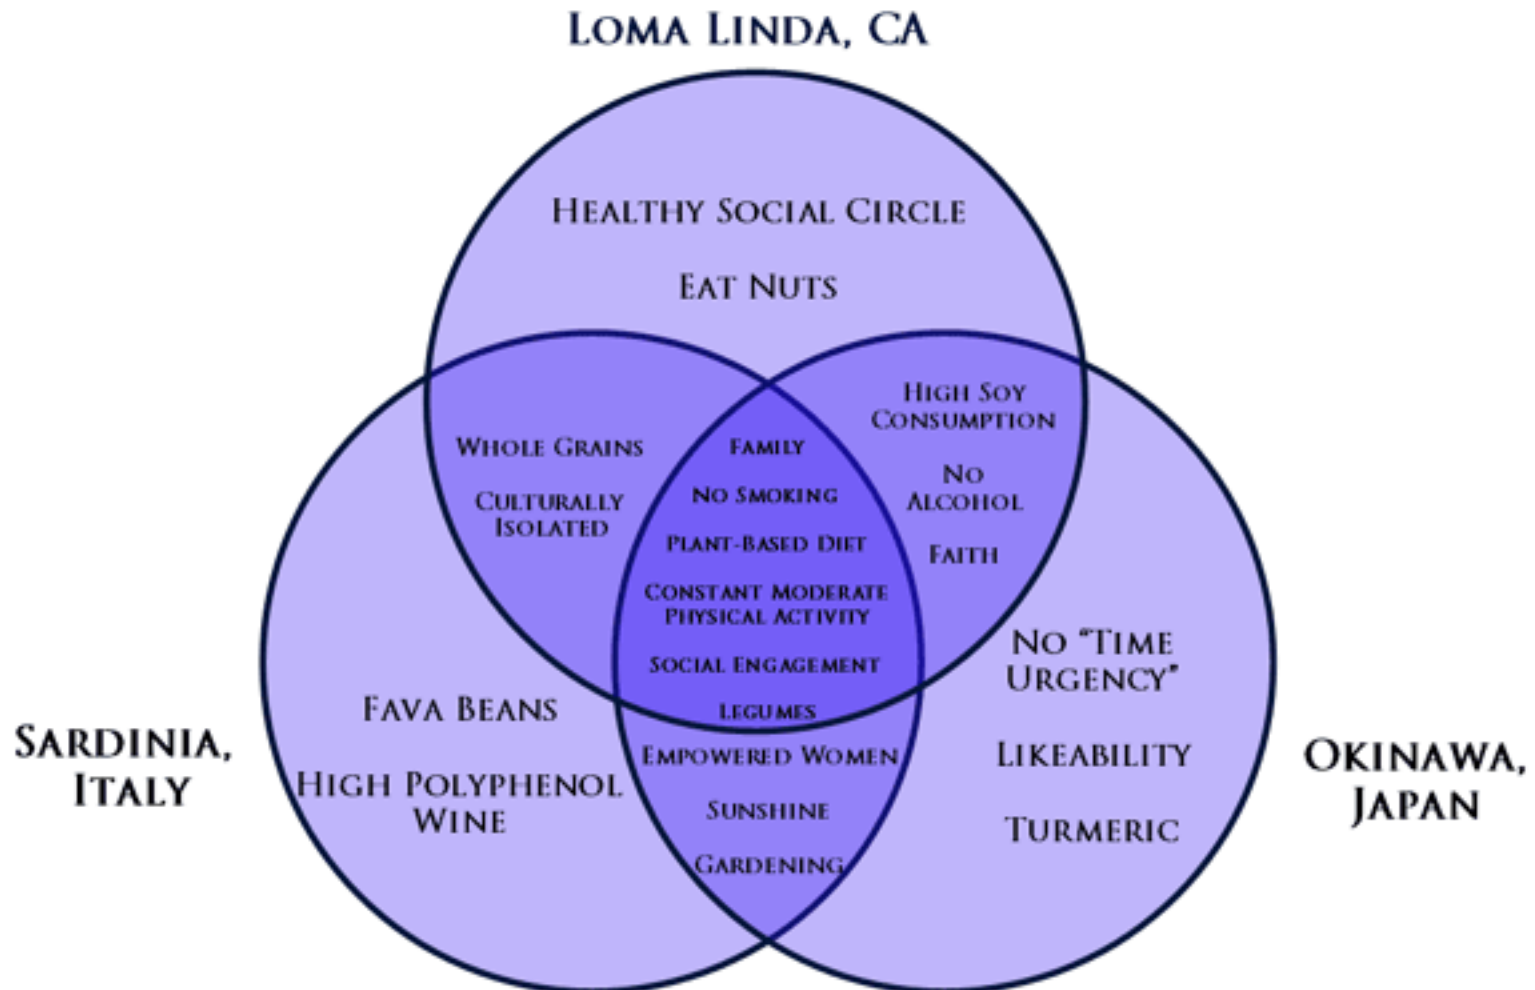 LOMA LINDA, CA
HEALTHY SOCIAL CIRCLE
EAT NUTS
HIGH SOY
CONSUMPTION
NO
ALCOHOL
FAITH
WHOLE GRAINS
CULTURALLY
ISOLATED
FAMILY
NO SMOKING
PLANT-BASED DIET
CONSTANT MODERATE
PHYSICAL ACTIVITY
SOCIAL ENGAGEMENT
LEGUMES
EMPOWERED WOMEN
SUNSHINE
GARDENING
FAVA BEANS
HIGH POLYPHENOL
WINE
SARDINIA,
ITALY
NO “TIME
URGENCY”
LIKEABILITY
TURMERIC
OKINAWA,
JAPAN